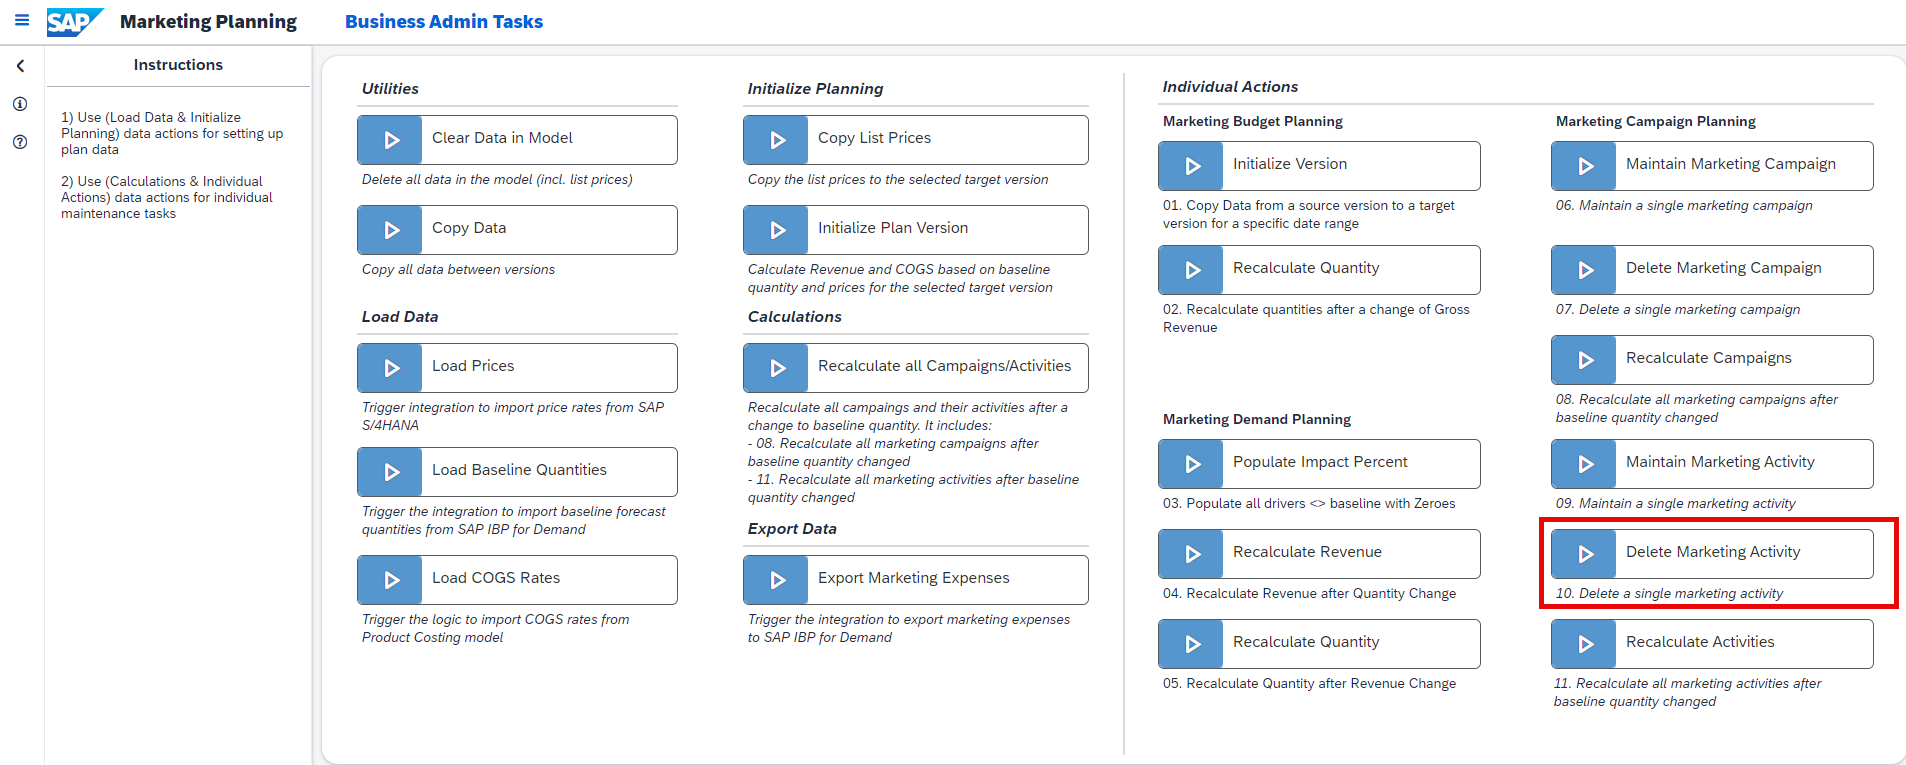 SAP Marketing Planning Business Admin Tasks
Instructions
1) Use (Load Data & Initialize
Planning) data actions for setting up
plan data
2) Use (Calculations & Individual
Actions) data actions for individual
maintenance tasks
Utilities
Clear Data in Model
Delete all data in the model (incl. list prices)
Copy Data
Copy all data between versions
Load Data
Load Prices
Trigger integration to import price rates from SAP
S/4HANA
Load Baseline Quantities
Trigger the integration to import baseline forecast
quantities from SAP IBP for Demand
Load COGS Rates
Trigger the logic to import COGS rates from
Product Costing model
Initialize Planning
Copy List Prices
Copy the list prices to the selected target version
Initialize Plan Version
Calculate Revenue and COGS based on baseline
quantity and prices for the selected target version
Calculations
Recalculate all Campaigns/Activities
Recalculate all campaings and their activities after a
change to baseline quantity. It includes:
- 08. Recalculate all marketing campaigns after
baseline quantity changed
- 11. Recalculate all marketing activities after baseline
quantity changed
Export Data
Export Marketing Expenses
Trigger the integration to export marketing expenses
to SAP IBP for Demand
Individual Actions
Marketing Budget Planning
Initialize Version
01. Copy Data from a source version to a target
version for a specific date range
Recalculate Quantity
02. Recalculate quantities after a change of Gross
Revenue
Marketing Demand Planning
Populate Impact Percent
03. Populate all drivers <> baseline with Zeroes
Recalculate Revenue
04. Recalculate Revenue after Quantity Change
Recalculate Quantity
05. Recalculate Quantity after Revenue Change
Marketing Campaign Planning
Maintain Marketing Campaign
06. Maintain a single marketing campaign
Delete Marketing Campaign
07. Delete a single marketing campaign
Recalculate Campaigns
08. Recalculate all marketing campaigns after
baseline quantity changed
Maintain Marketing Activity
09. Maintain a single marketing activity
Delete Marketing Activity
10. Delete a single marketing activity
Recalculate Activities
11. Recalculate all marketing activities after
baseline quantity changed